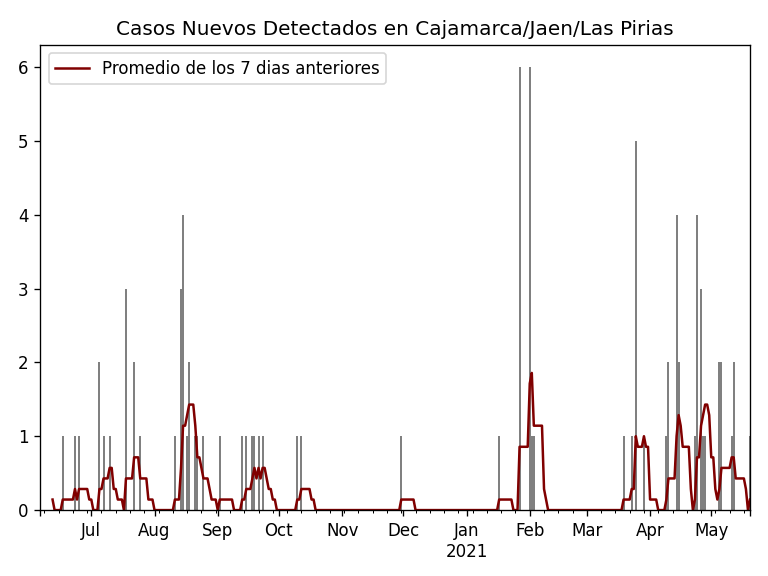 Casos Nuevos Detectados en Cajamarca/Jaen/Las Pirias
Promedio de los 7 dias anteriores
6
5
4
3
2
1
0
Jul Aug Sep Oct Nov Dec Jan Feb Mar Apr May
2021